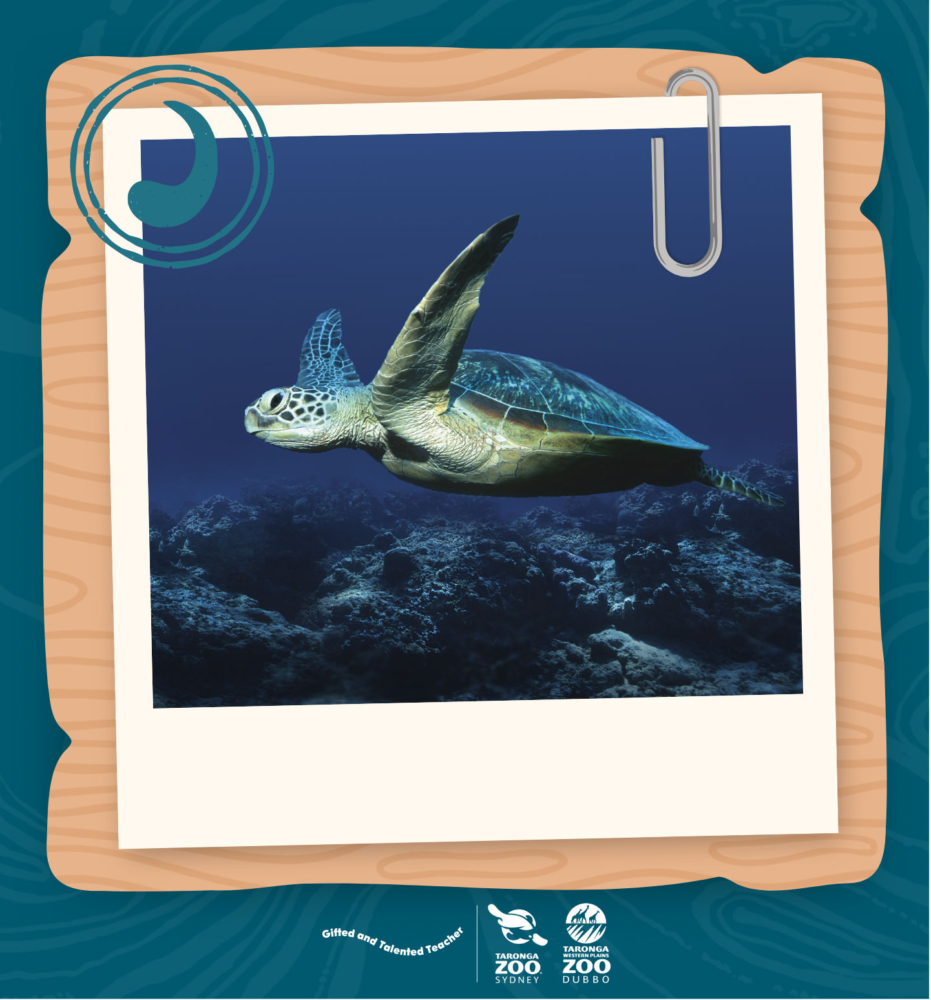 Gifted and Talented Teacher
TARONGA
ZOO
SYDNEY
TARONGA
WESTERN PLAINS
ZOO
DUBBO